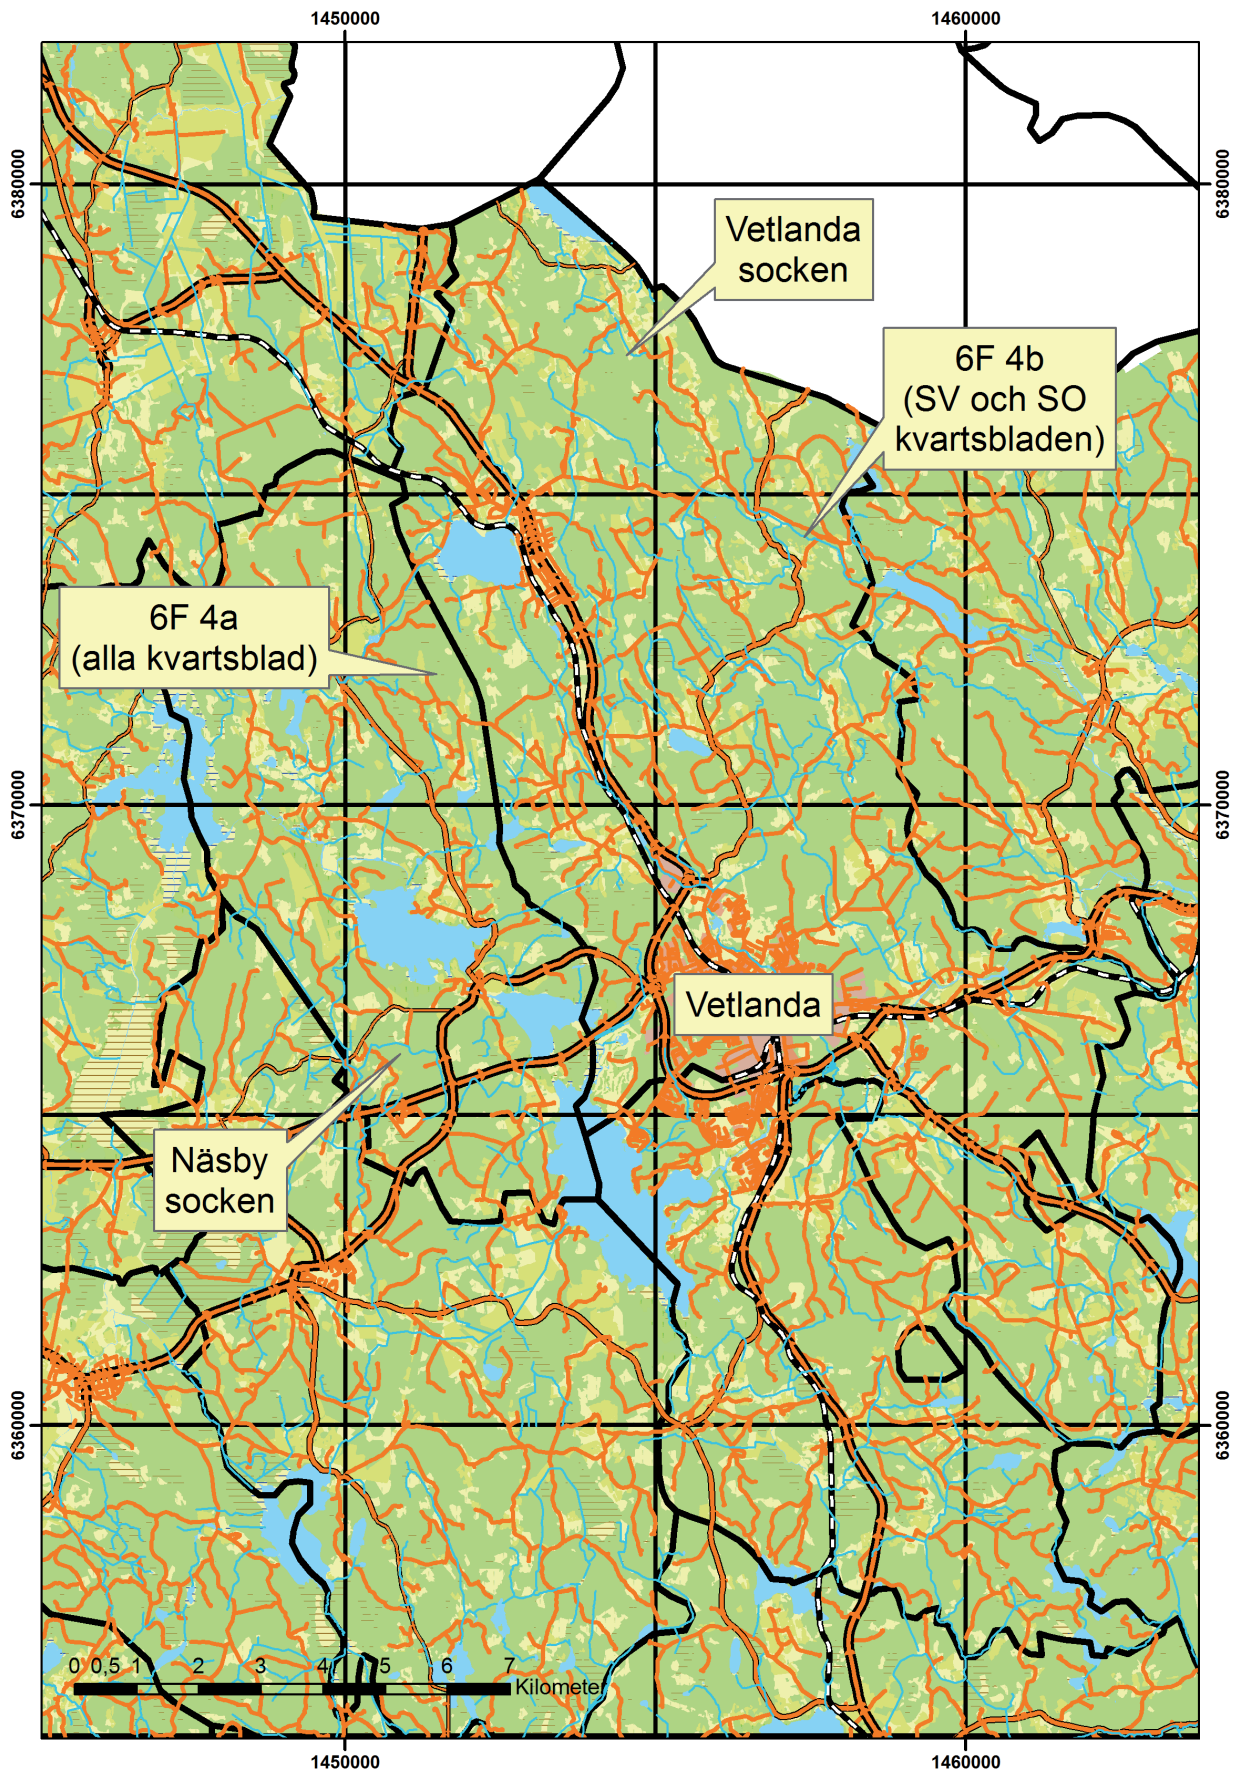 1450000
1460000
6380000
6380000
Vetlanda
socken
6F 4b
(SV och SO
kvartsbladen)
6F 4a
(alla kvartsblad)
6370000
6370000
Vetlanda
Näsby
socken
6360000
6360000
0 0,5 1 2 3 4 5 6 7
Kilometer
1450000
1460000